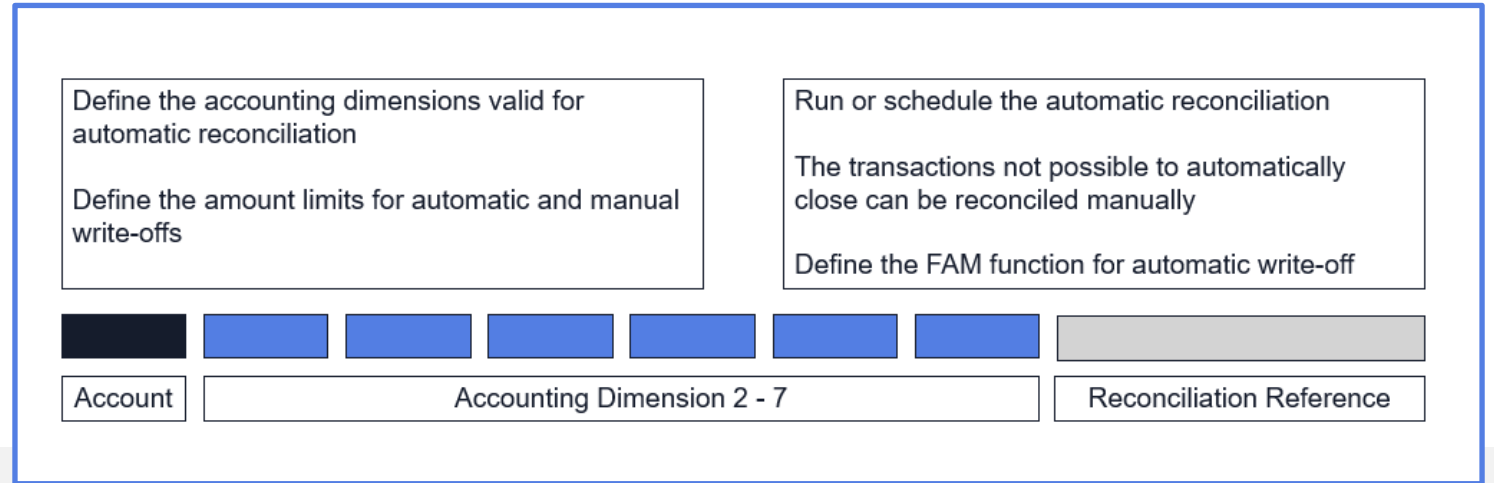 Define the accounting dimensions valid for
automatic reconciliation
Define the amount limits for automatic and manual
write-offs
Run or schedule the automatic reconciliation
The transactions not possible to automatically
close can be reconciled manually
Define the FAM function for automatic write-off
Account
Accounting Dimension 2 - 7
Reconciliation Reference